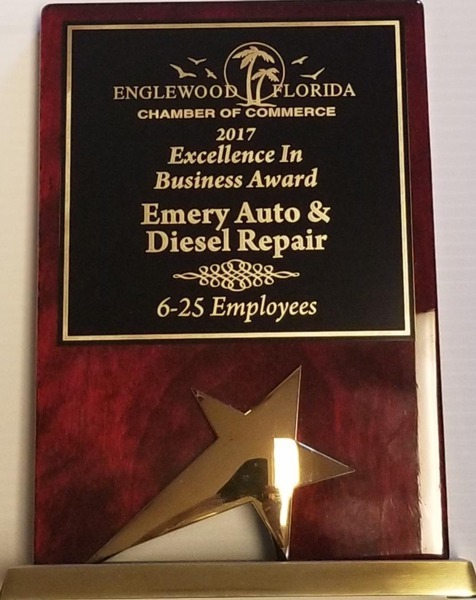 ENGLEWOOD FLORIDA
CHAMBER OF COMMERCE
2017
Excellence In
Business Award
Emery Auto &
Diesel Repair
6-25 Employees